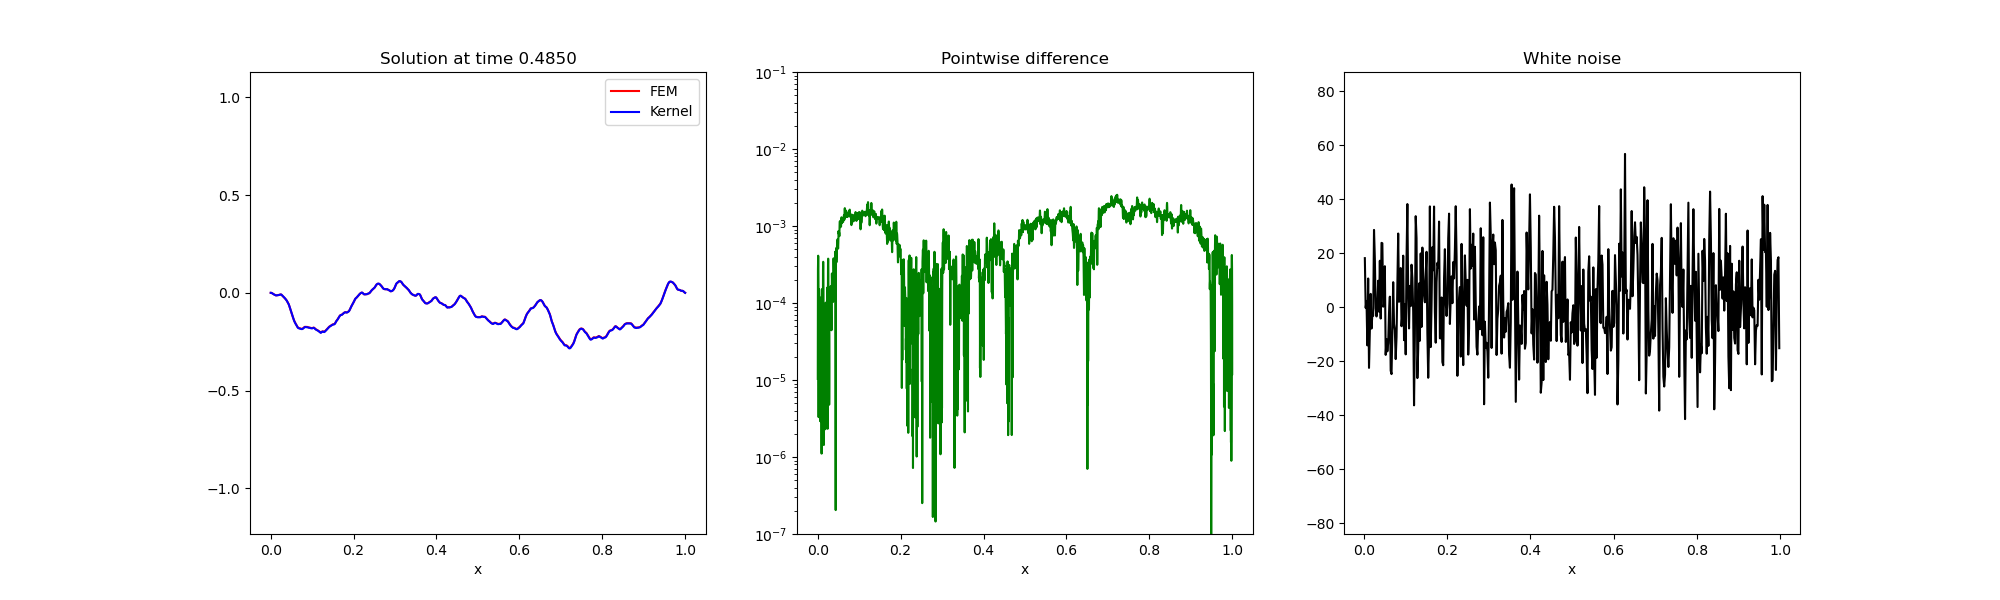 Solution at time 0.4850
1.0
0.5
0.0
−0.5
−1.0
0.0 0.2 0.4 0.6 0.8 1.0
x
FEM
Kernel
Pointwise difference
10⁻¹
10⁻²
10⁻³
10⁻⁴
10⁻⁵
10⁻⁶
10⁻⁷
0.0 0.2 0.4 0.6 0.8 1.0
x
White noise
80
60
40
20
0
−20
−40
−60
−80
0.0 0.2 0.4 0.6 0.8 1.0
x